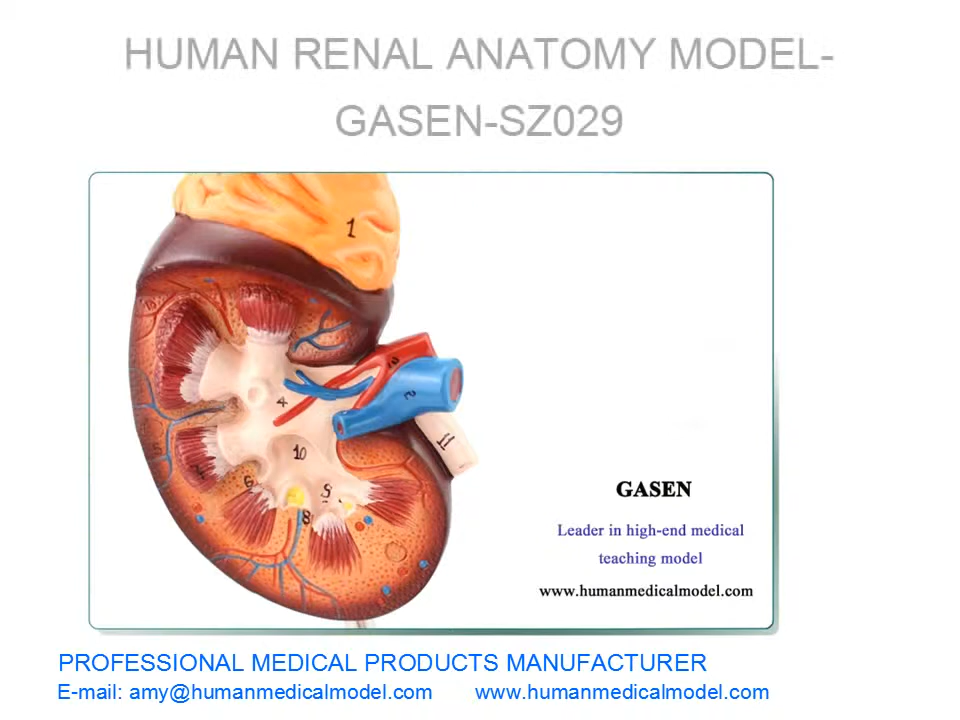 HUMAN RENAL ANATOMY MODEL-
GASEN-SZ029
1
3
2
4
10
6
5
8
GASEN
Leader in high-end medical
teaching model
www.humanmedicalmodel.com
PROFESSIONAL MEDICAL PRODUCTS MANUFACTURER
E-mail: amy@humanmedicalmodel.com www.humanmedicalmodel.com